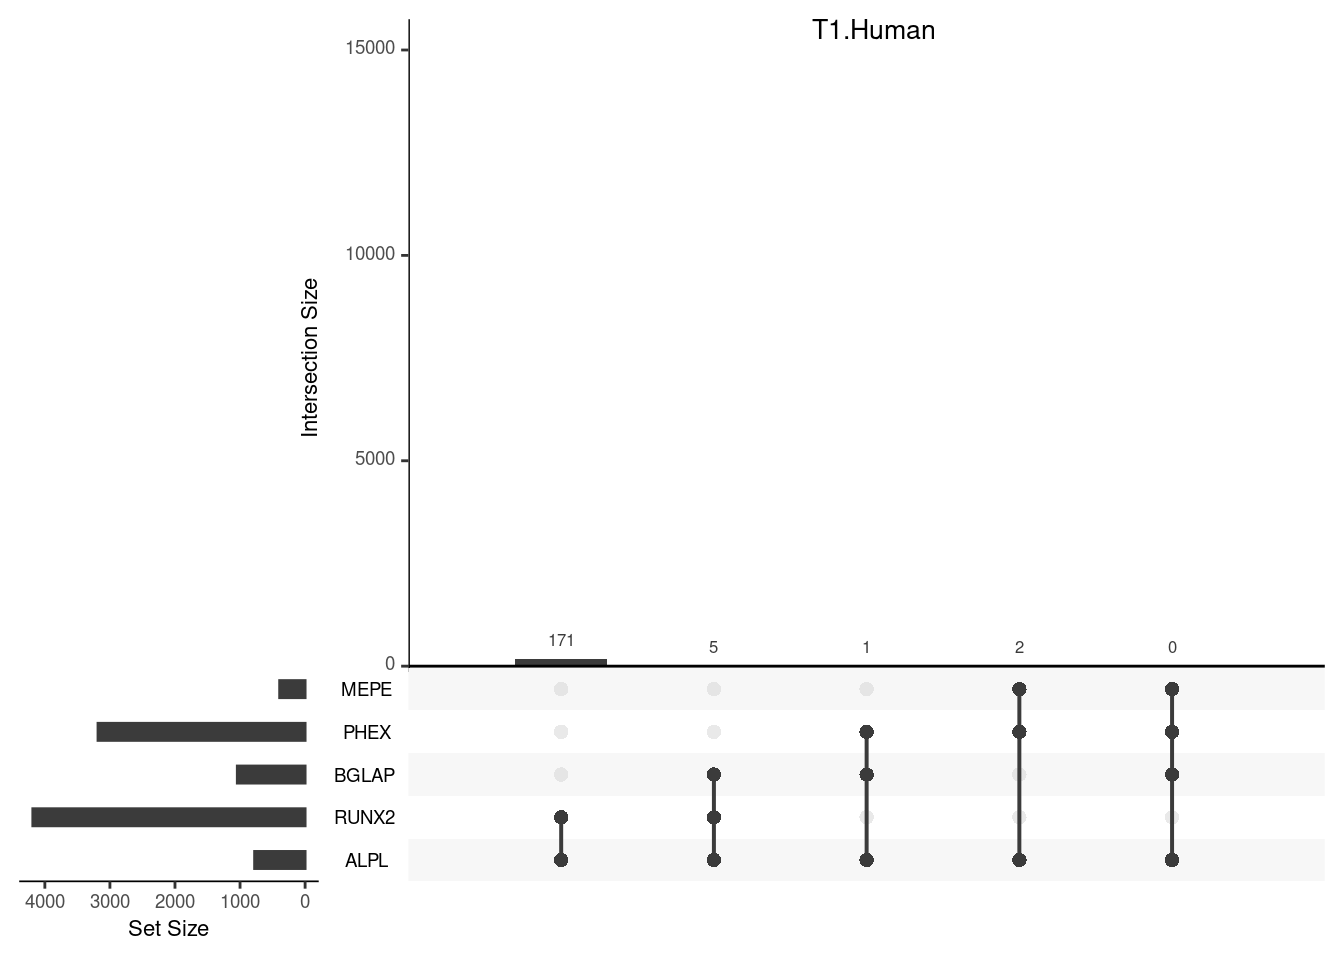 T1.Human
15000
10000
5000
0
Intersection Size
171 5 1 2 0
MEPE
PHEX
BGLAP
RUNX2
ALPL
4000 3000 2000 1000 0
Set Size